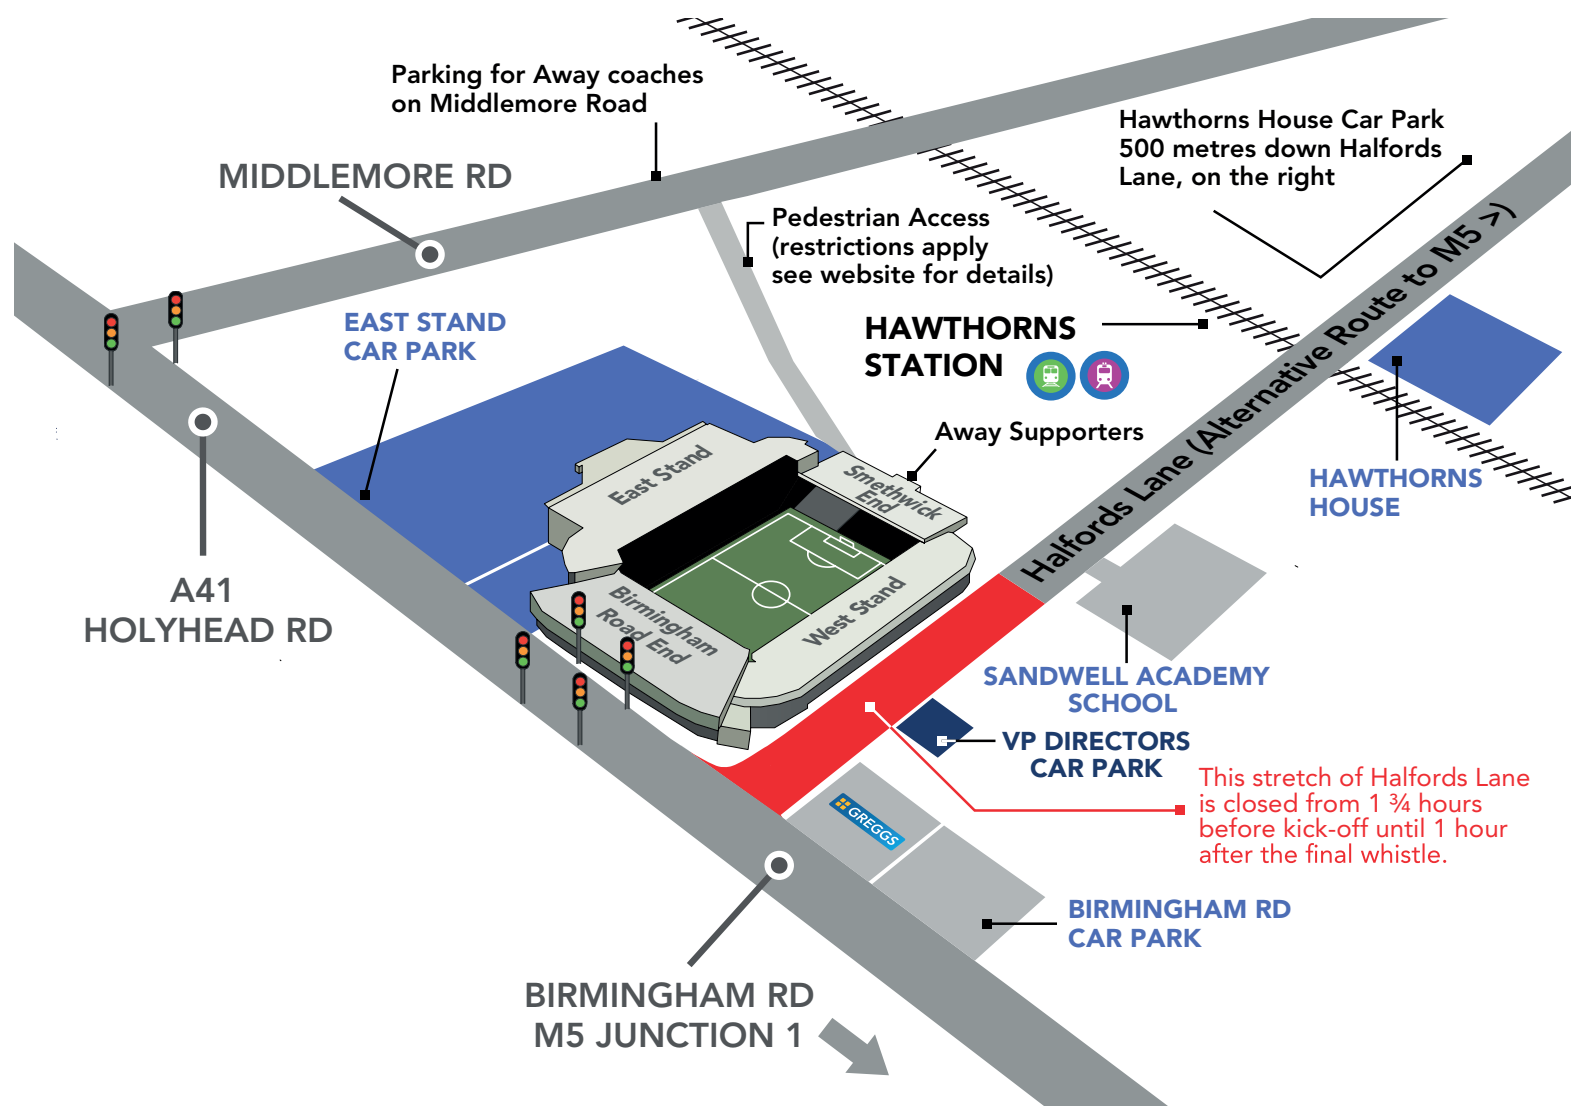 Parking for Away coaches
on Middlemore Road
MIDDLEMORE RD
Hawthorns House Car Park
500 metres down Halfords
Lane, on the right
Pedestrian Access
(restrictions apply
see website for details)
EAST STAND
CAR PARK
HAWTHORNS
STATION
Away Supporters
Halfords Lane (Alternative Route to M5 >)
HAWTHORNS
HOUSE
East Stand
Smethwick
End
A41
HOLYHEAD RD
Birmingham
Road End
West Stand
SANDWELL ACADEMY
SCHOOL
VP DIRECTORS
CAR PARK
This stretch of Halfords Lane
is closed from 1 ¾ hours
before kick-off until 1 hour
after the final whistle.
GREGGS
BIRMINGHAM RD
CAR PARK
BIRMINGHAM RD
M5 JUNCTION 1